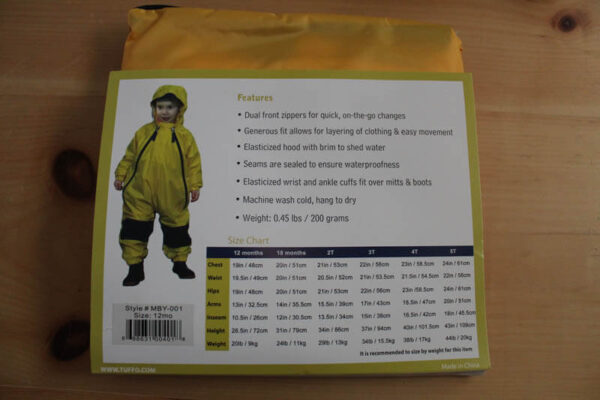 Features
• Dual front zippers for quick, on-the-go changes
• Generous fit allows for layering of clothing & easy movement
• Elasticized hood with brim to shed water
• Seams are sealed to ensure waterproofness
• Elasticized wrist and ankle cuffs fit over mitts & boots
• Machine wash cold, hang to dry
• Weight: 0.45 lbs / 200 grams
Size Chart
12 months 18 months 2T 3T 4T 5T
Chest 19in / 48cm 20in / 51cm 21in / 53cm 22in / 56cm 23in / 58.5cm 24in / 61cm
Waist 19.5in / 49cm 20in / 51cm 20.5in / 52cm 21in / 53.5cm 21.5in / 54.5cm 22in / 56cm
Hips 19in / 48cm 20in / 51cm 21in / 53cm 22in / 56cm 23in /58.5cm 24in / 61cm
Arms 13in / 32.5cm 14in / 35.5cm 15.5in / 39cm 17in / 43cm 18.5in / 47cm 20in / 51cm
Inseam 10.5in / 26cm 12in / 30.5cm 13.5in / 34cm 15in / 38cm 16.5in / 42cm 18in / 45.5cm
Height 28.5in / 72cm 31in / 79cm 34in / 86cm 37in / 94cm 40in / 101.5cm 43in / 109cm
Weight 20lb / 9kg 24lb / 11kg 29lb / 13kg 34lb / 15.5kg 38lb / 17kg 44lb / 20kg
It is recommended to size by weight for this item
Style # MBY-001
Size: 12mo
WWW.TUFFO.COM
Made in China